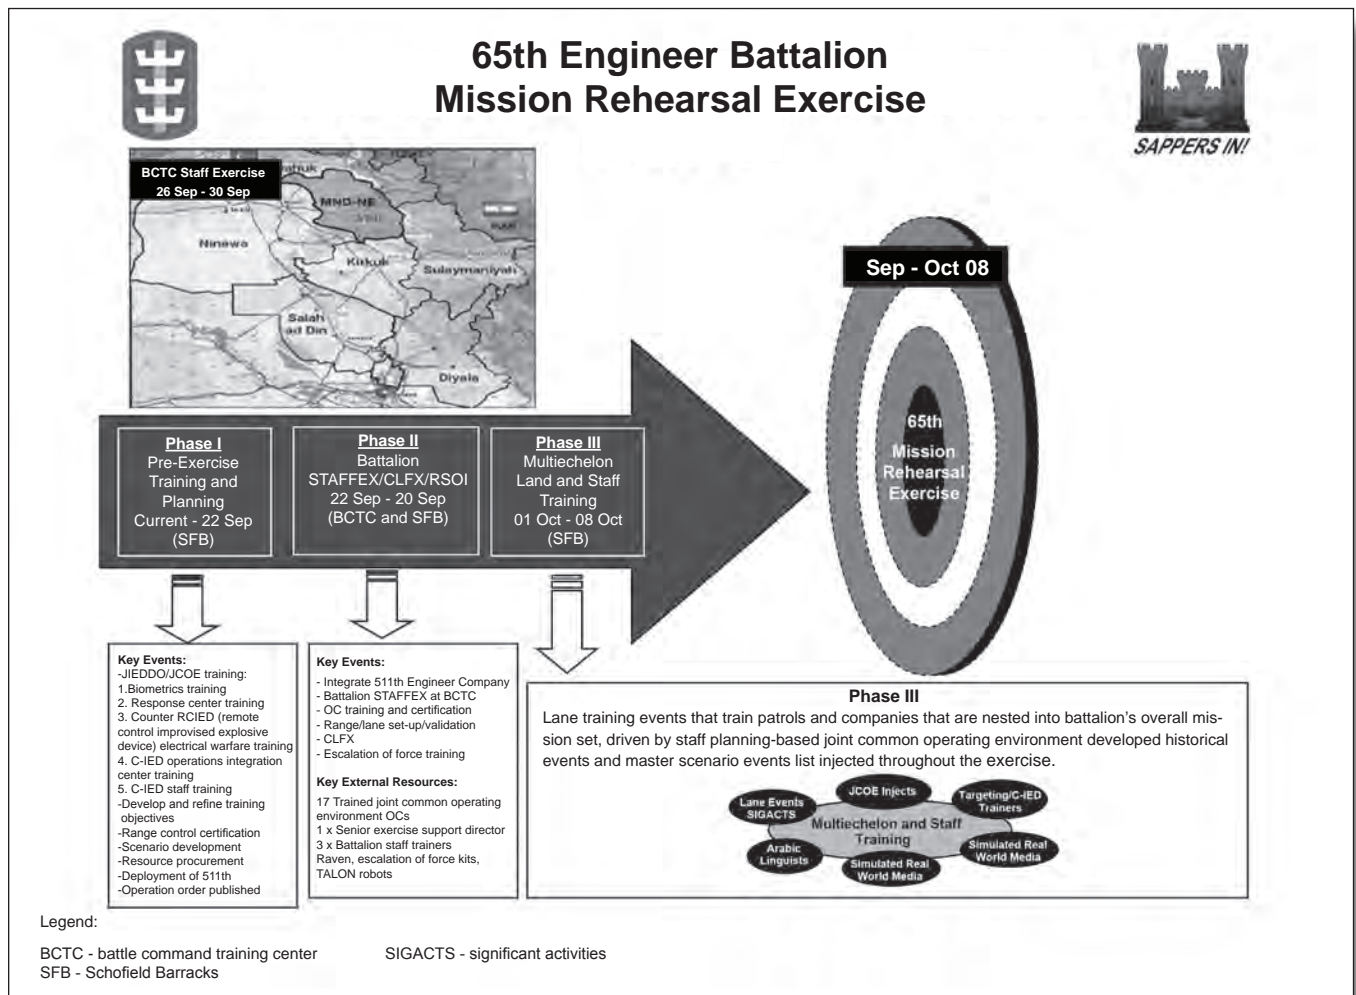 65th Engineer Battalion
Mission Rehearsal Exercise
SAPPERS IN!
BCTC Staff Exercise
26 Sep - 30 Sep
MND-NE
Ninawa
Kirkuk
Sulaymaniyah
Salah
ad Din
Diyala
Sep - Oct 08
65th
Mission
Rehearsal
Exercise
Phase I
Pre-Exercise
Training and
Planning
Current - 22 Sep
(SFB)
Phase II
Battalion
STAFFEX/CLFX/RSOI
22 Sep - 20 Sep
(BCTC and SFB)
Phase III
Multiechelon
Land and Staff
Training
01 Oct - 08 Oct
(SFB)
Key Events:
-JIEDDO/JCOE training:
1.Biometrics training
2. Response center training
3. Counter RCIED (remote
control improvised explosive
device) electrical warfare training
4. C-IED operations integration
center training
5. C-IED staff training
-Develop and refine training
objectives
-Range control certification
-Scenario development
-Resource procurement
-Deployment of 511th
-Operation order published
Key Events:
- Integrate 511th Engineer Company
- Battalion STAFFEX at BCTC
- OC training and certification
- Range/lane set-up/validation
- CLFX
- Escalation of force training
Key External Resources:
17 Trained joint common operating
environment OCs
1 x Senior exercise support director
3 x Battalion staff trainers
Raven, escalation of force kits,
TALON robots
Phase III
Lane training events that train patrols and companies that are nested into battalion's overall mis-
sion set, driven by staff planning-based joint common operating environment developed historical
events and master scenario events list injected throughout the exercise.
Lane Events
SIGACTS
JCOE Injects
Targeting/C-IED
Trainers
Multiechelon and Staff
Training
Arabic
Linguists
Simulated Real
World Media
Simulated Real
World Media
Legend:
BCTC - battle command training center
SIGACTS - significant activities
SFB - Schofield Barracks